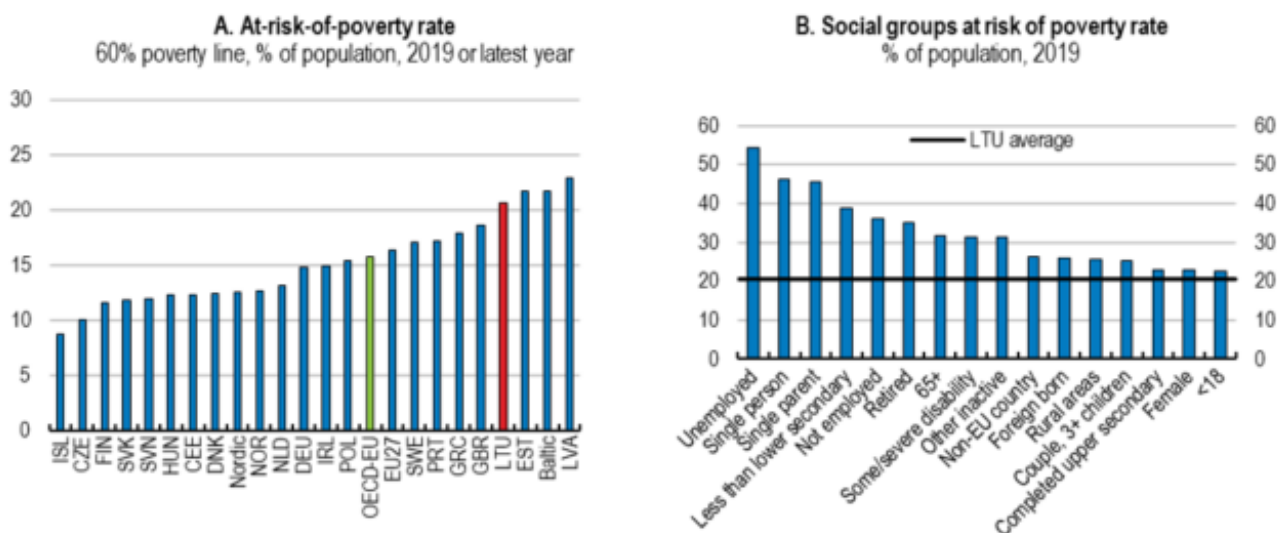 A. At-risk-of-poverty rate
60% poverty line, % of population, 2019 or latest year
30
25
20
15
10
5
0
ISL
CZE
FIN
SVK
SVN
HUN
CEE
DNK
Nordic
NOR
NLD
DEU
IRL
POL
OECD-EU
EU27
SWE
PRT
GRC
GBR
LTU
EST
Baltic
LVA
B. Social groups at risk of poverty rate
% of population, 2019
60
50
40
30
20
10
0
LTU average
60
50
40
30
20
10
0
Unemployed
Single person
Single parent
Less than lower secondary
Not employed
Retired
65+
Some/severe disability
Other inactive
Non-EU country
Foreign born
Rural areas
Couple, 3+ children
Completed upper secondary
Female
<18